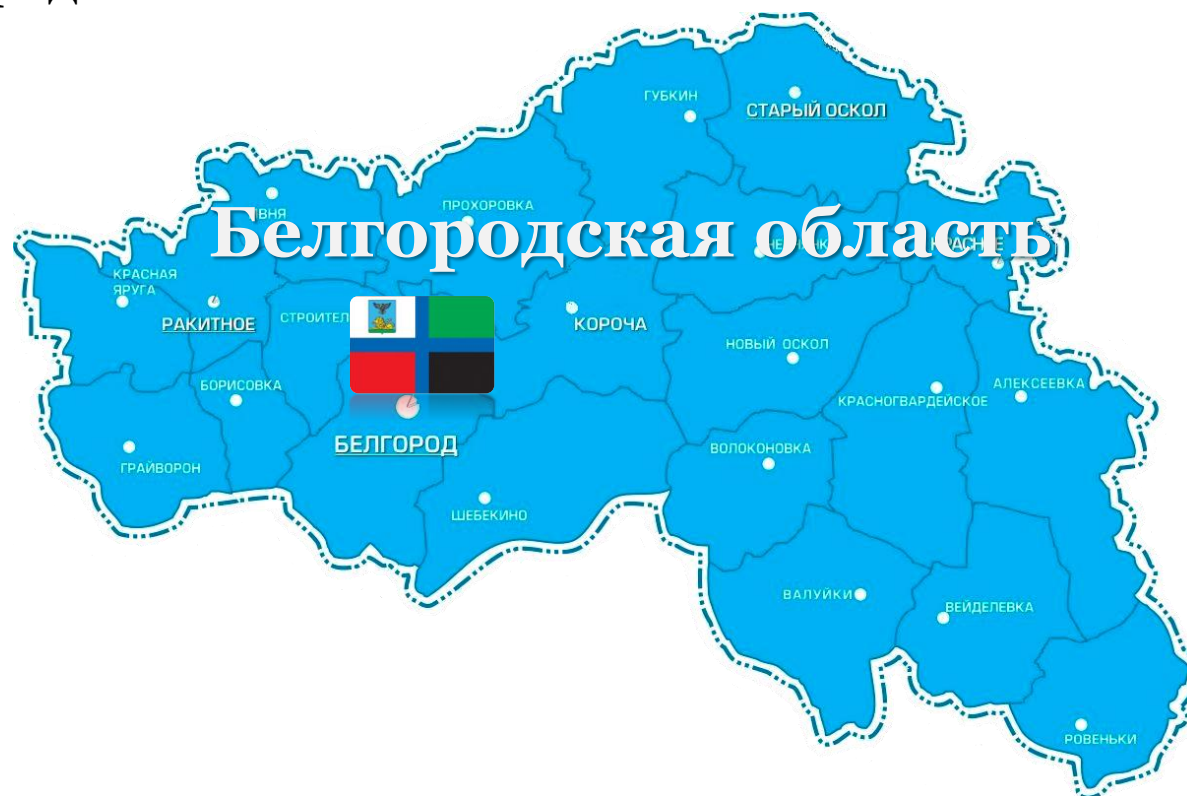 ГУБКИН
СТАРЫЙ ОСКОЛ
ПРОХОРОВКА
Белгородская область
КРАСНОЕ
КРАСНАЯ
ЯРУГА
РАКИТНОЕ
КОРОЧА
НОВЫЙ ОСКОЛ
БОРИСОВКА
АЛЕКСЕЕВКА
КРАСНОГВАРДЕЙСКОЕ
БЕЛГОРОД
ВОЛОКОНОВКА
ГРАЙВОРОН
ШЕБЕКИНО
ВАЛУЙКИ
ВЕЙДЕЛЕВКА
РОВЕНЬКИ